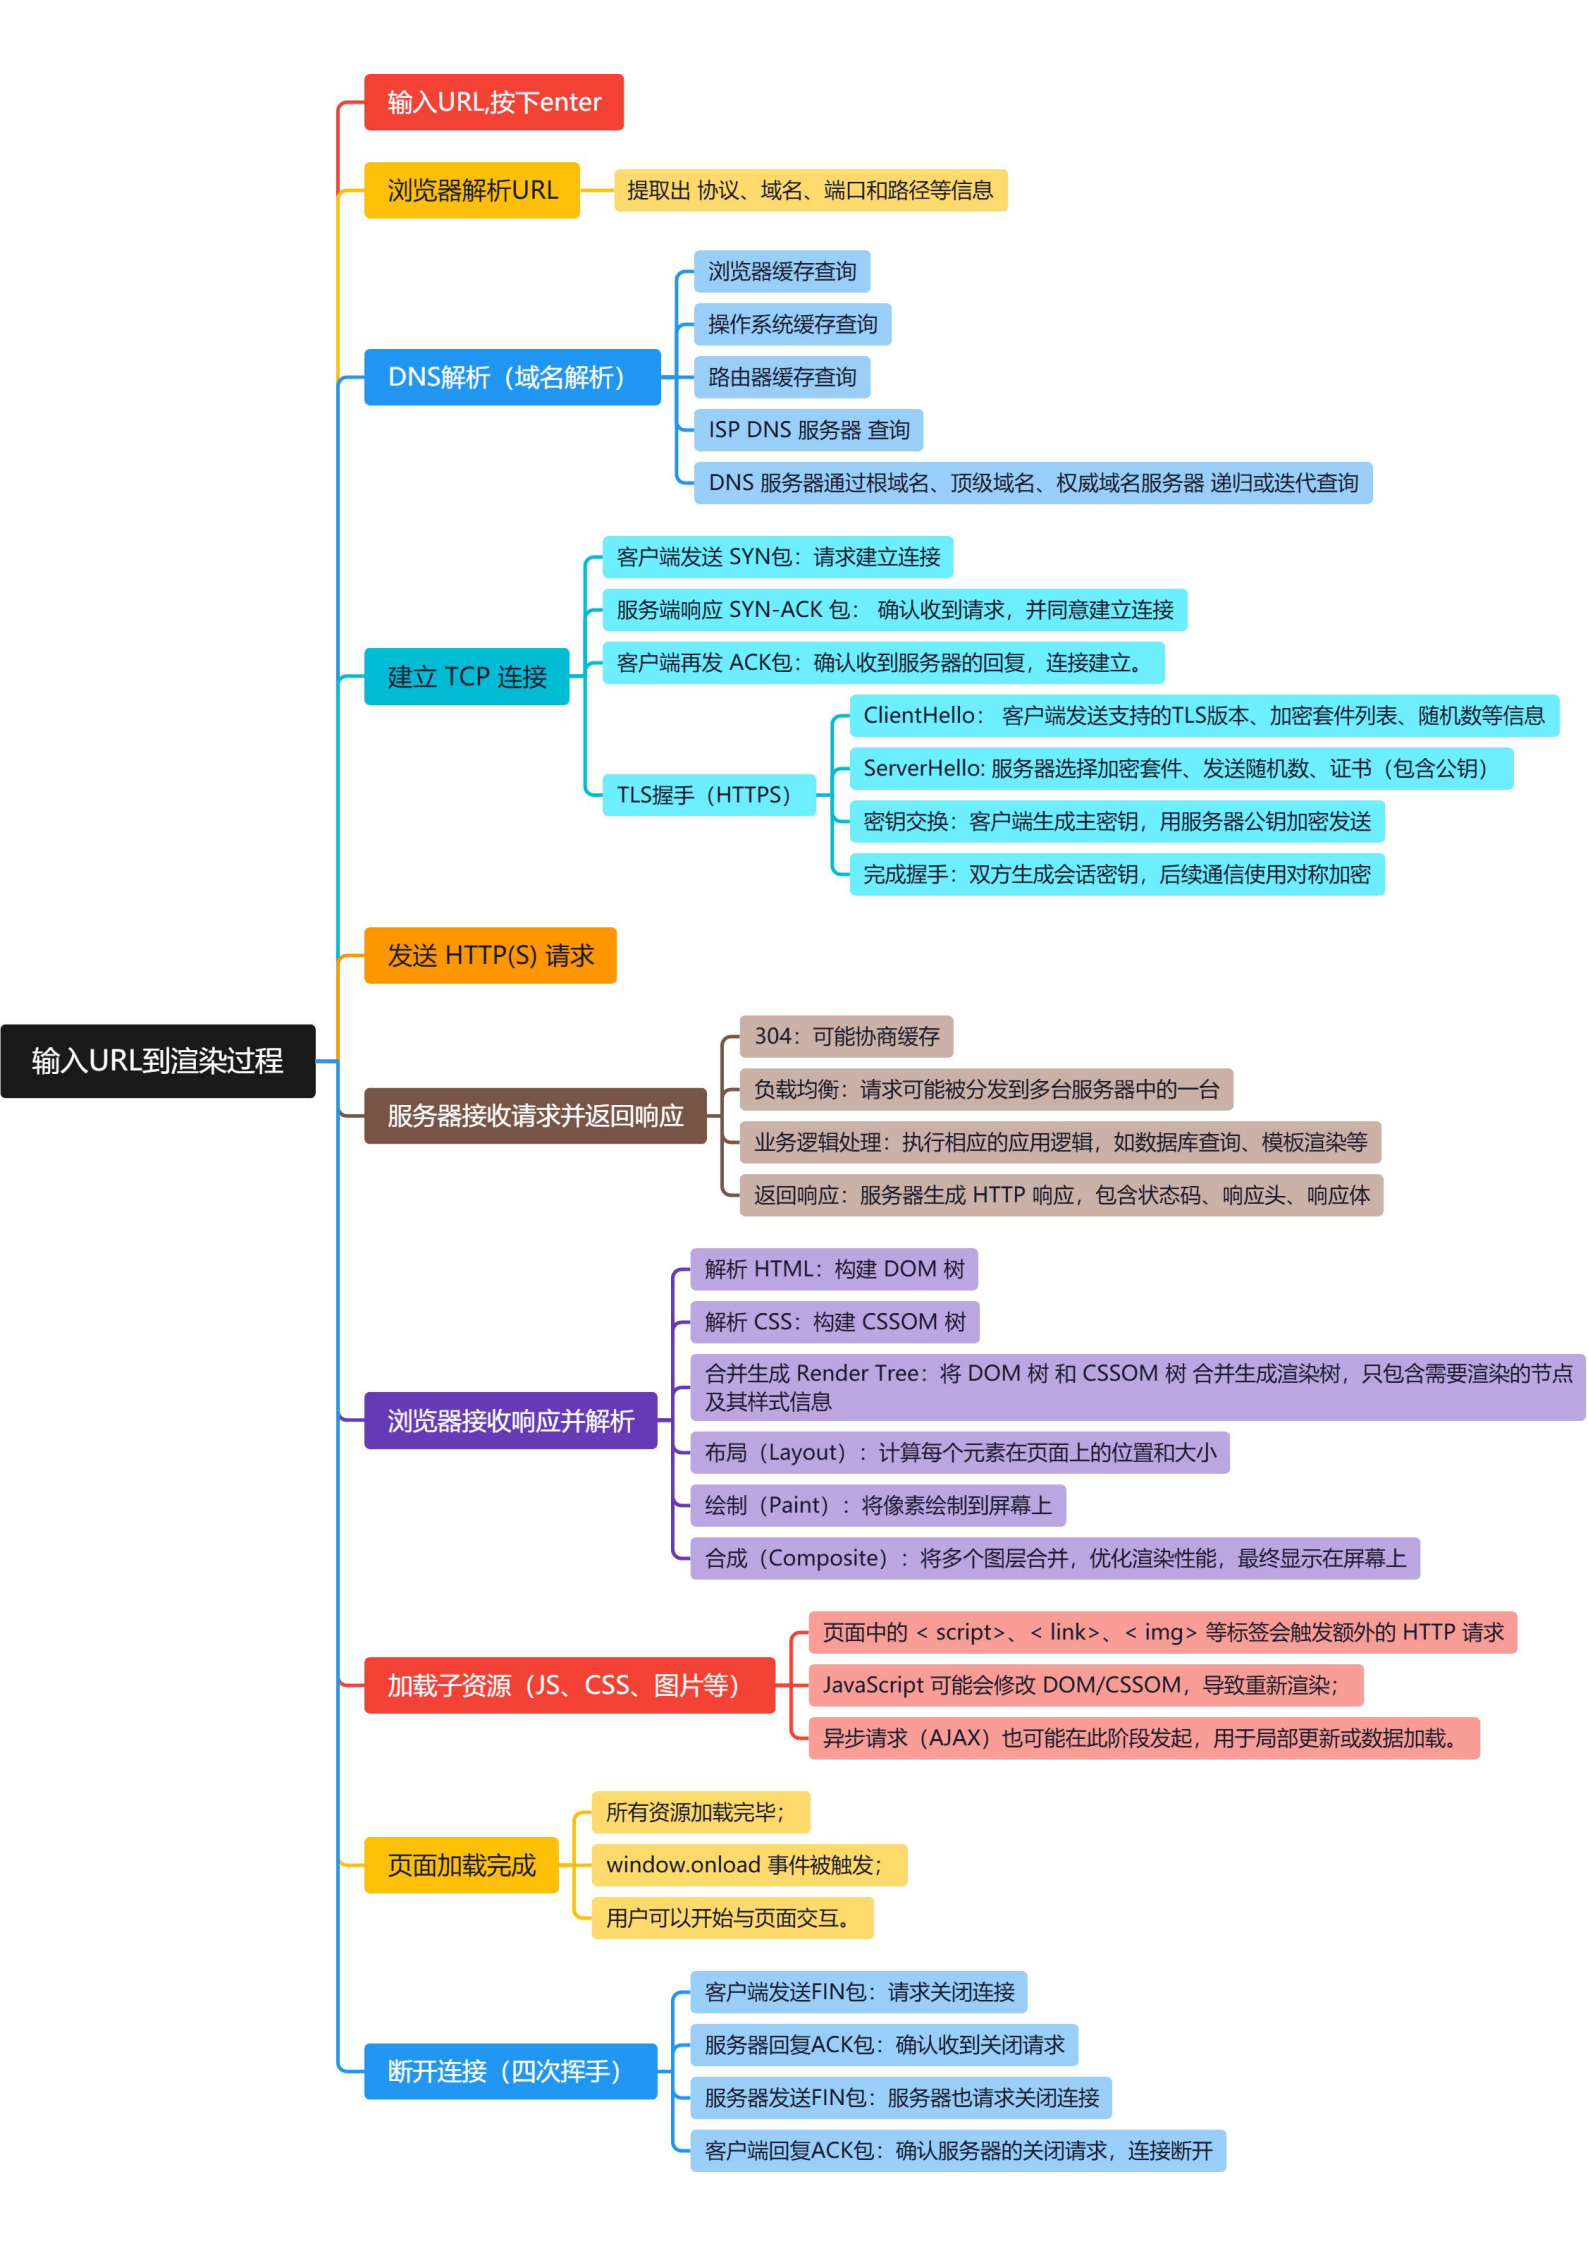 输入URL,按下enter
浏览器解析URL
提取出 协议、域名、端口和路径等信息
浏览器缓存查询
操作系统缓存查询
DNS解析（域名解析）
路由器缓存查询
ISP DNS 服务器 查询
DNS 服务器通过根域名、顶级域名、权威域名服务器 递归或迭代查询
客户端发送 SYN包：请求建立连接
服务端响应 SYN-ACK 包： 确认收到请求，并同意建立连接
建立 TCP 连接
客户端再发 ACK包：确认收到服务器的回复，连接建立。
ClientHello： 客户端发送支持的TLS版本、加密套件列表、随机数等信息
ServerHello: 服务器选择加密套件、发送随机数、证书（包含公钥）
TLS握手（HTTPS）
密钥交换：客户端生成主密钥，用服务器公钥加密发送
完成握手：双方生成会话密钥，后续通信使用对称加密
发送 HTTP(S) 请求
输入URL到渲染过程
304：可能协商缓存
负载均衡：请求可能被分发到多台服务器中的一台
服务器接收请求并返回响应
业务逻辑处理：执行相应的应用逻辑，如数据库查询、模板渲染等
返回响应：服务器生成 HTTP 响应，包含状态码、响应头、响应体
解析 HTML：构建 DOM 树
解析 CSS：构建 CSSOM 树
合并生成 Render Tree：将 DOM 树 和 CSSOM 树 合并生成渲染树，只包含需要渲染的节点
及其样式信息
浏览器接收响应并解析
布局（Layout）：计算每个元素在页面上的位置和大小
绘制（Paint）：将像素绘制到屏幕上
合成（Composite）：将多个图层合并，优化渲染性能，最终显示在屏幕上
页面中的 < script>、< link>、< img> 等标签会触发额外的 HTTP 请求
加载子资源（JS、CSS、图片等）
JavaScript 可能会修改 DOM/CSSOM，导致重新渲染；
异步请求（AJAX）也可能在此阶段发起，用于局部更新或数据加载。
所有资源加载完毕；
页面加载完成
window.onload 事件被触发；
用户可以开始与页面交互。
客户端发送FIN包：请求关闭连接
服务器回复ACK包：确认收到关闭请求
断开连接（四次挥手）
服务器发送FIN包：服务器也请求关闭连接
客户端回复ACK包：确认服务器的关闭请求，连接断开